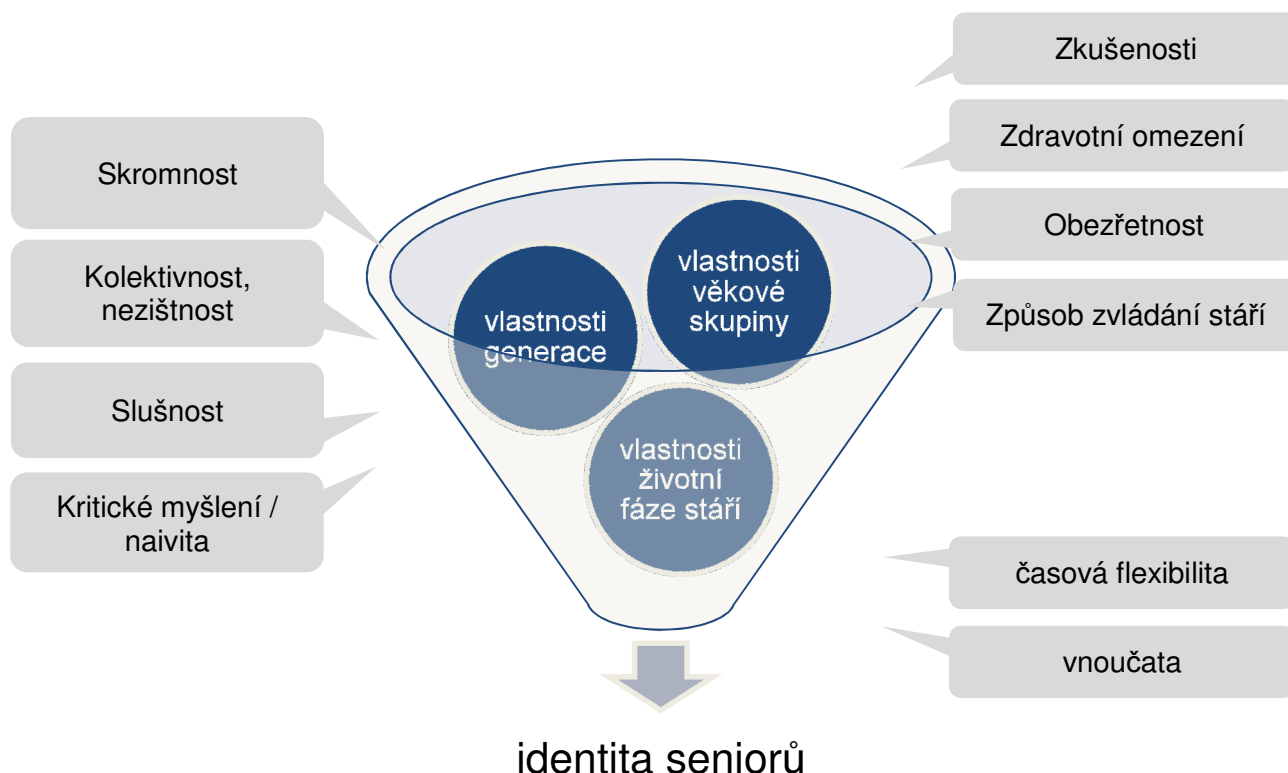 Zkušenosti
Zdravotní omezení
Skromnost
Obezřetnost
Kolektivnost,
nezištnost
vlastnosti
věkové
skupiny
vlastnosti
generace
Způsob zvládání stáří
Slušnost
vlastnosti
životní
fáze stáří
Kritické myšlení /
naivita
časová flexibilita
vnoučata
identita seniorů